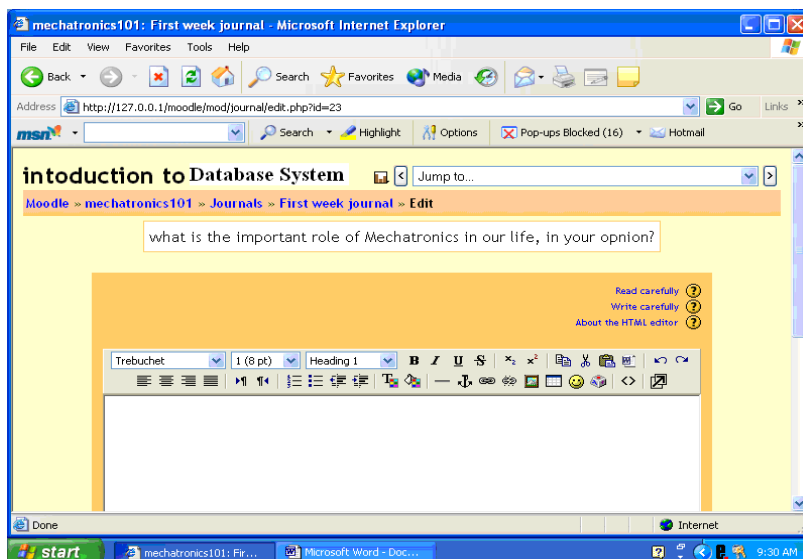 mechatronics101: First week journal - Microsoft Internet Explorer
File Edit View Favorites Tools Help
Back Search Favorites Media
Address http://127.0.0.1/moodle/mod/journal/edit.php?id=23 Go Links »
msn Search Highlight Options Pop-ups Blocked (16) Hotmail »
intoduction to Database System < Jump to... >
Moodle » mechatronics101 » Journals » First week journal » Edit
what is the important role of Mechatronics in our life, in your opnion?
Read carefully ?
Write carefully ?
About the HTML editor ?
Trebuchet 1 (8 pt) Heading 1 B I U S x₂ x² W
<>
Done Internet
start mechatronics101: Fir... Microsoft Word - Doc... ? 9:30 AM